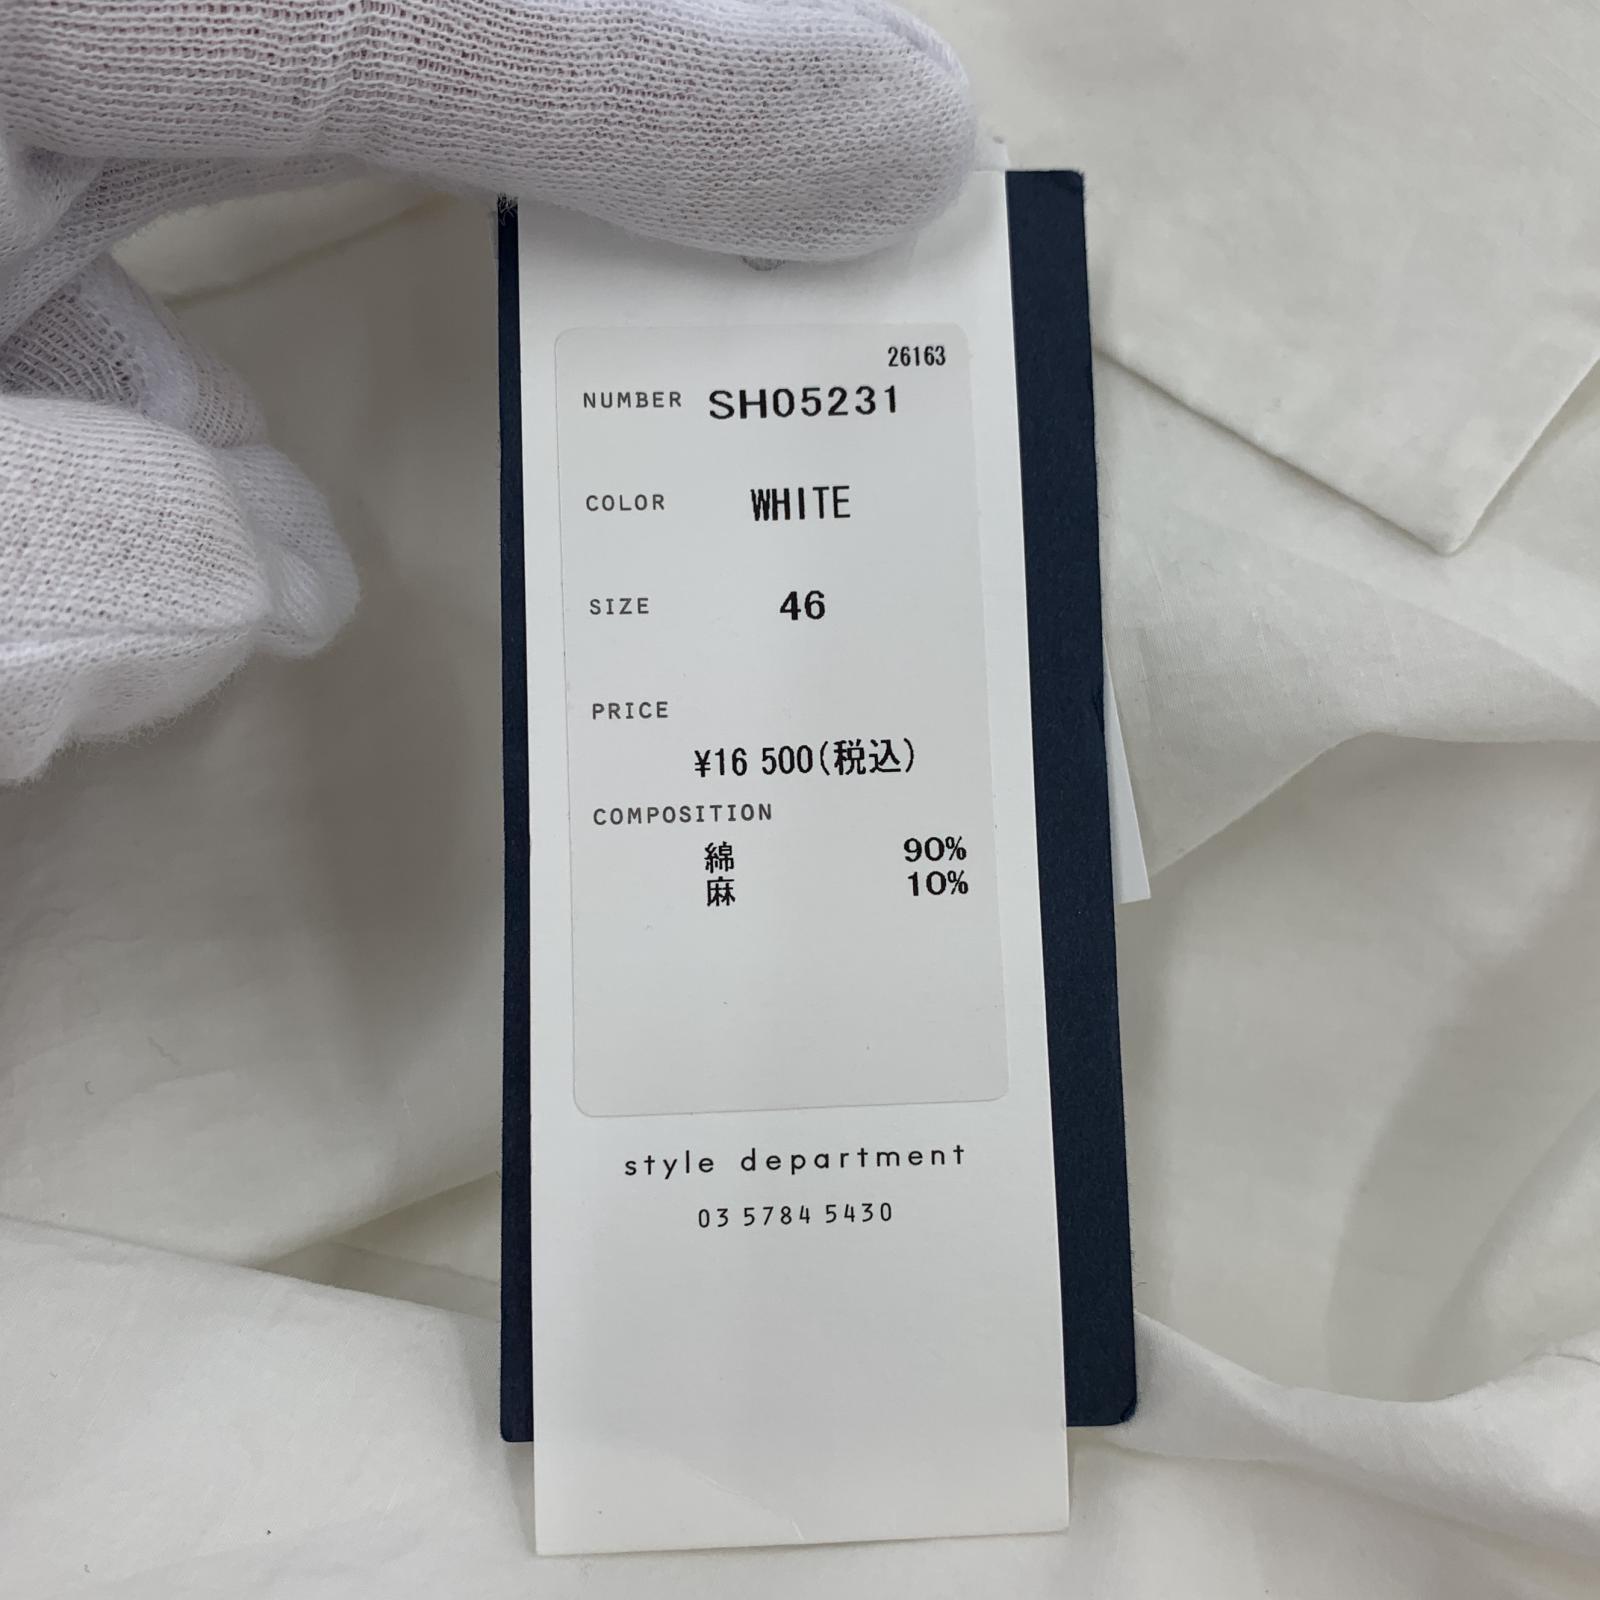 26163
NUMBER SH05231
COLOR WHITE
SIZE 46
PRICE
¥16 500(税込)
COMPOSITION
綿 90%
麻 10%
style department
03 5784 5430